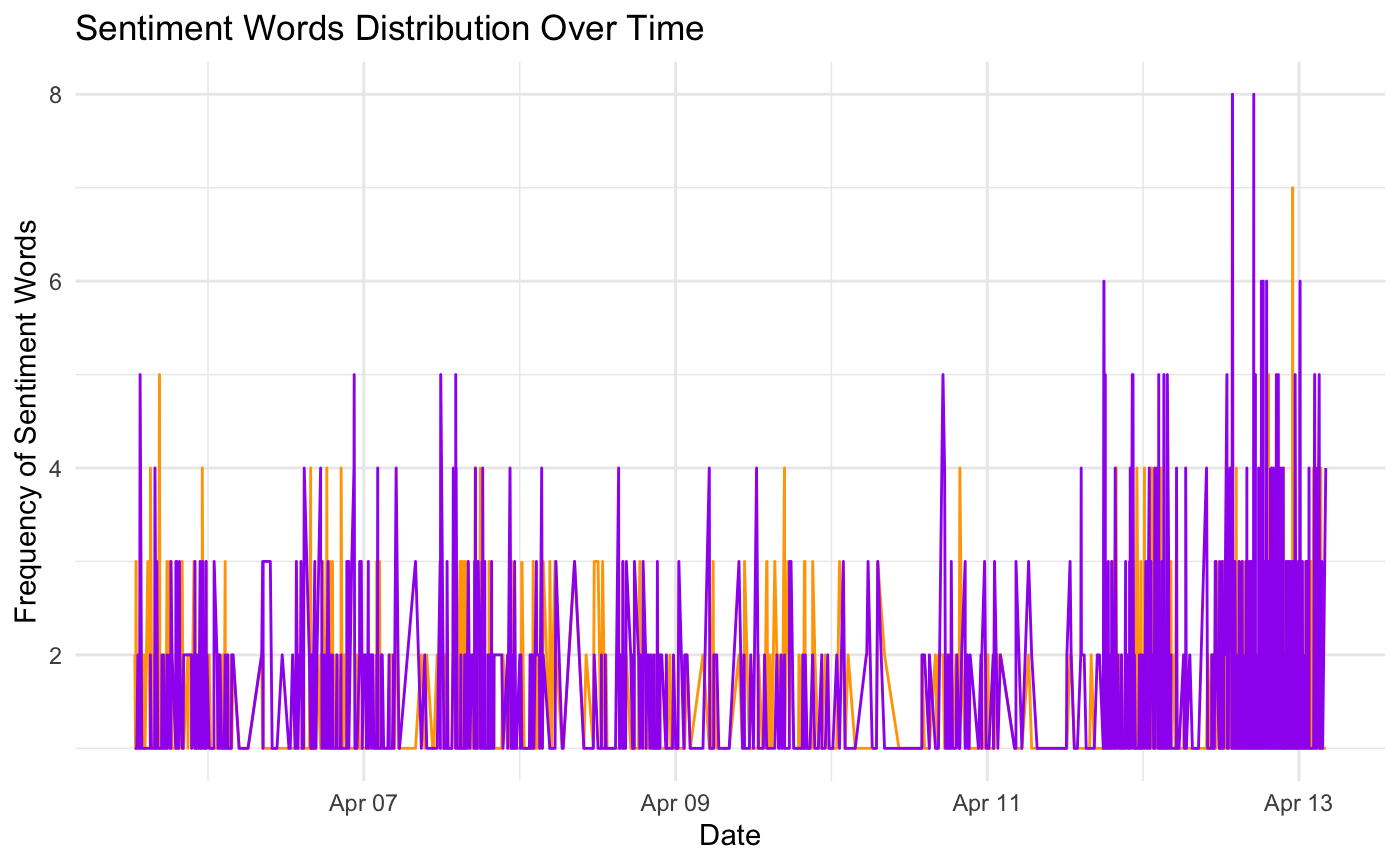 Sentiment Words Distribution Over Time
Frequency of Sentiment Words
8
6
4
2
Apr 07
Apr 09
Apr 11
Apr 13
Date